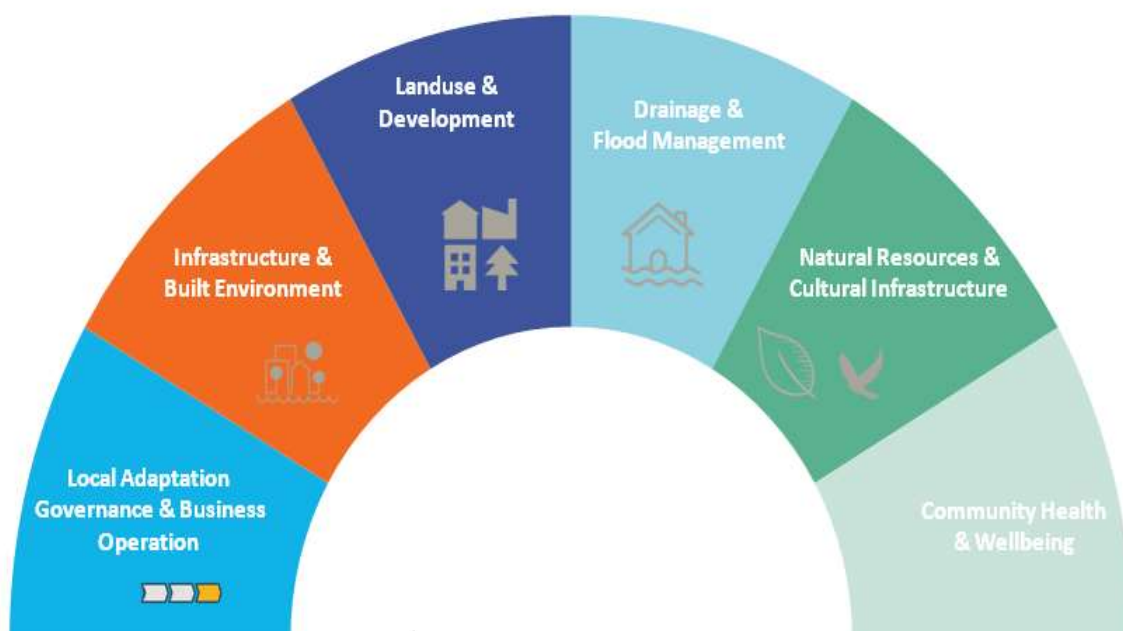 Landuse &
Development
Drainage &
Flood Management
Infrastructure &
Built Environment
Natural Resources &
Cultural Infrastructure
Local Adaptation
Governance & Business
Operation
Community Health
& Wellbeing